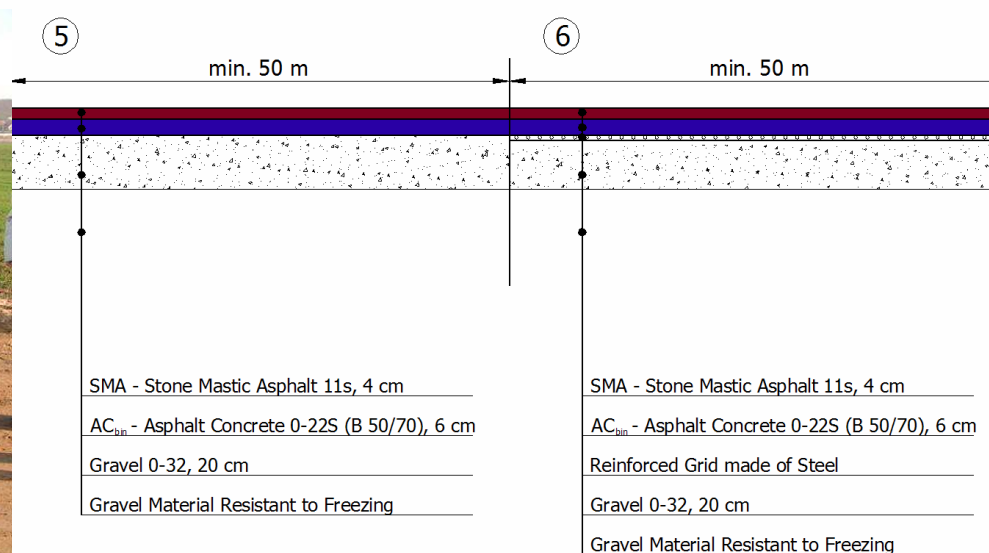 5
6
min. 50 m
min. 50 m
SMA - Stone Mastic Asphalt 11s, 4 cm
ACbin - Asphalt Concrete 0-22S (B 50/70), 6 cm
Gravel 0-32, 20 cm
Gravel Material Resistant to Freezing
SMA - Stone Mastic Asphalt 11s, 4 cm
ACbin - Asphalt Concrete 0-22S (B 50/70), 6 cm
Reinforced Grid made of Steel
Gravel 0-32, 20 cm
Gravel Material Resistant to Freezing